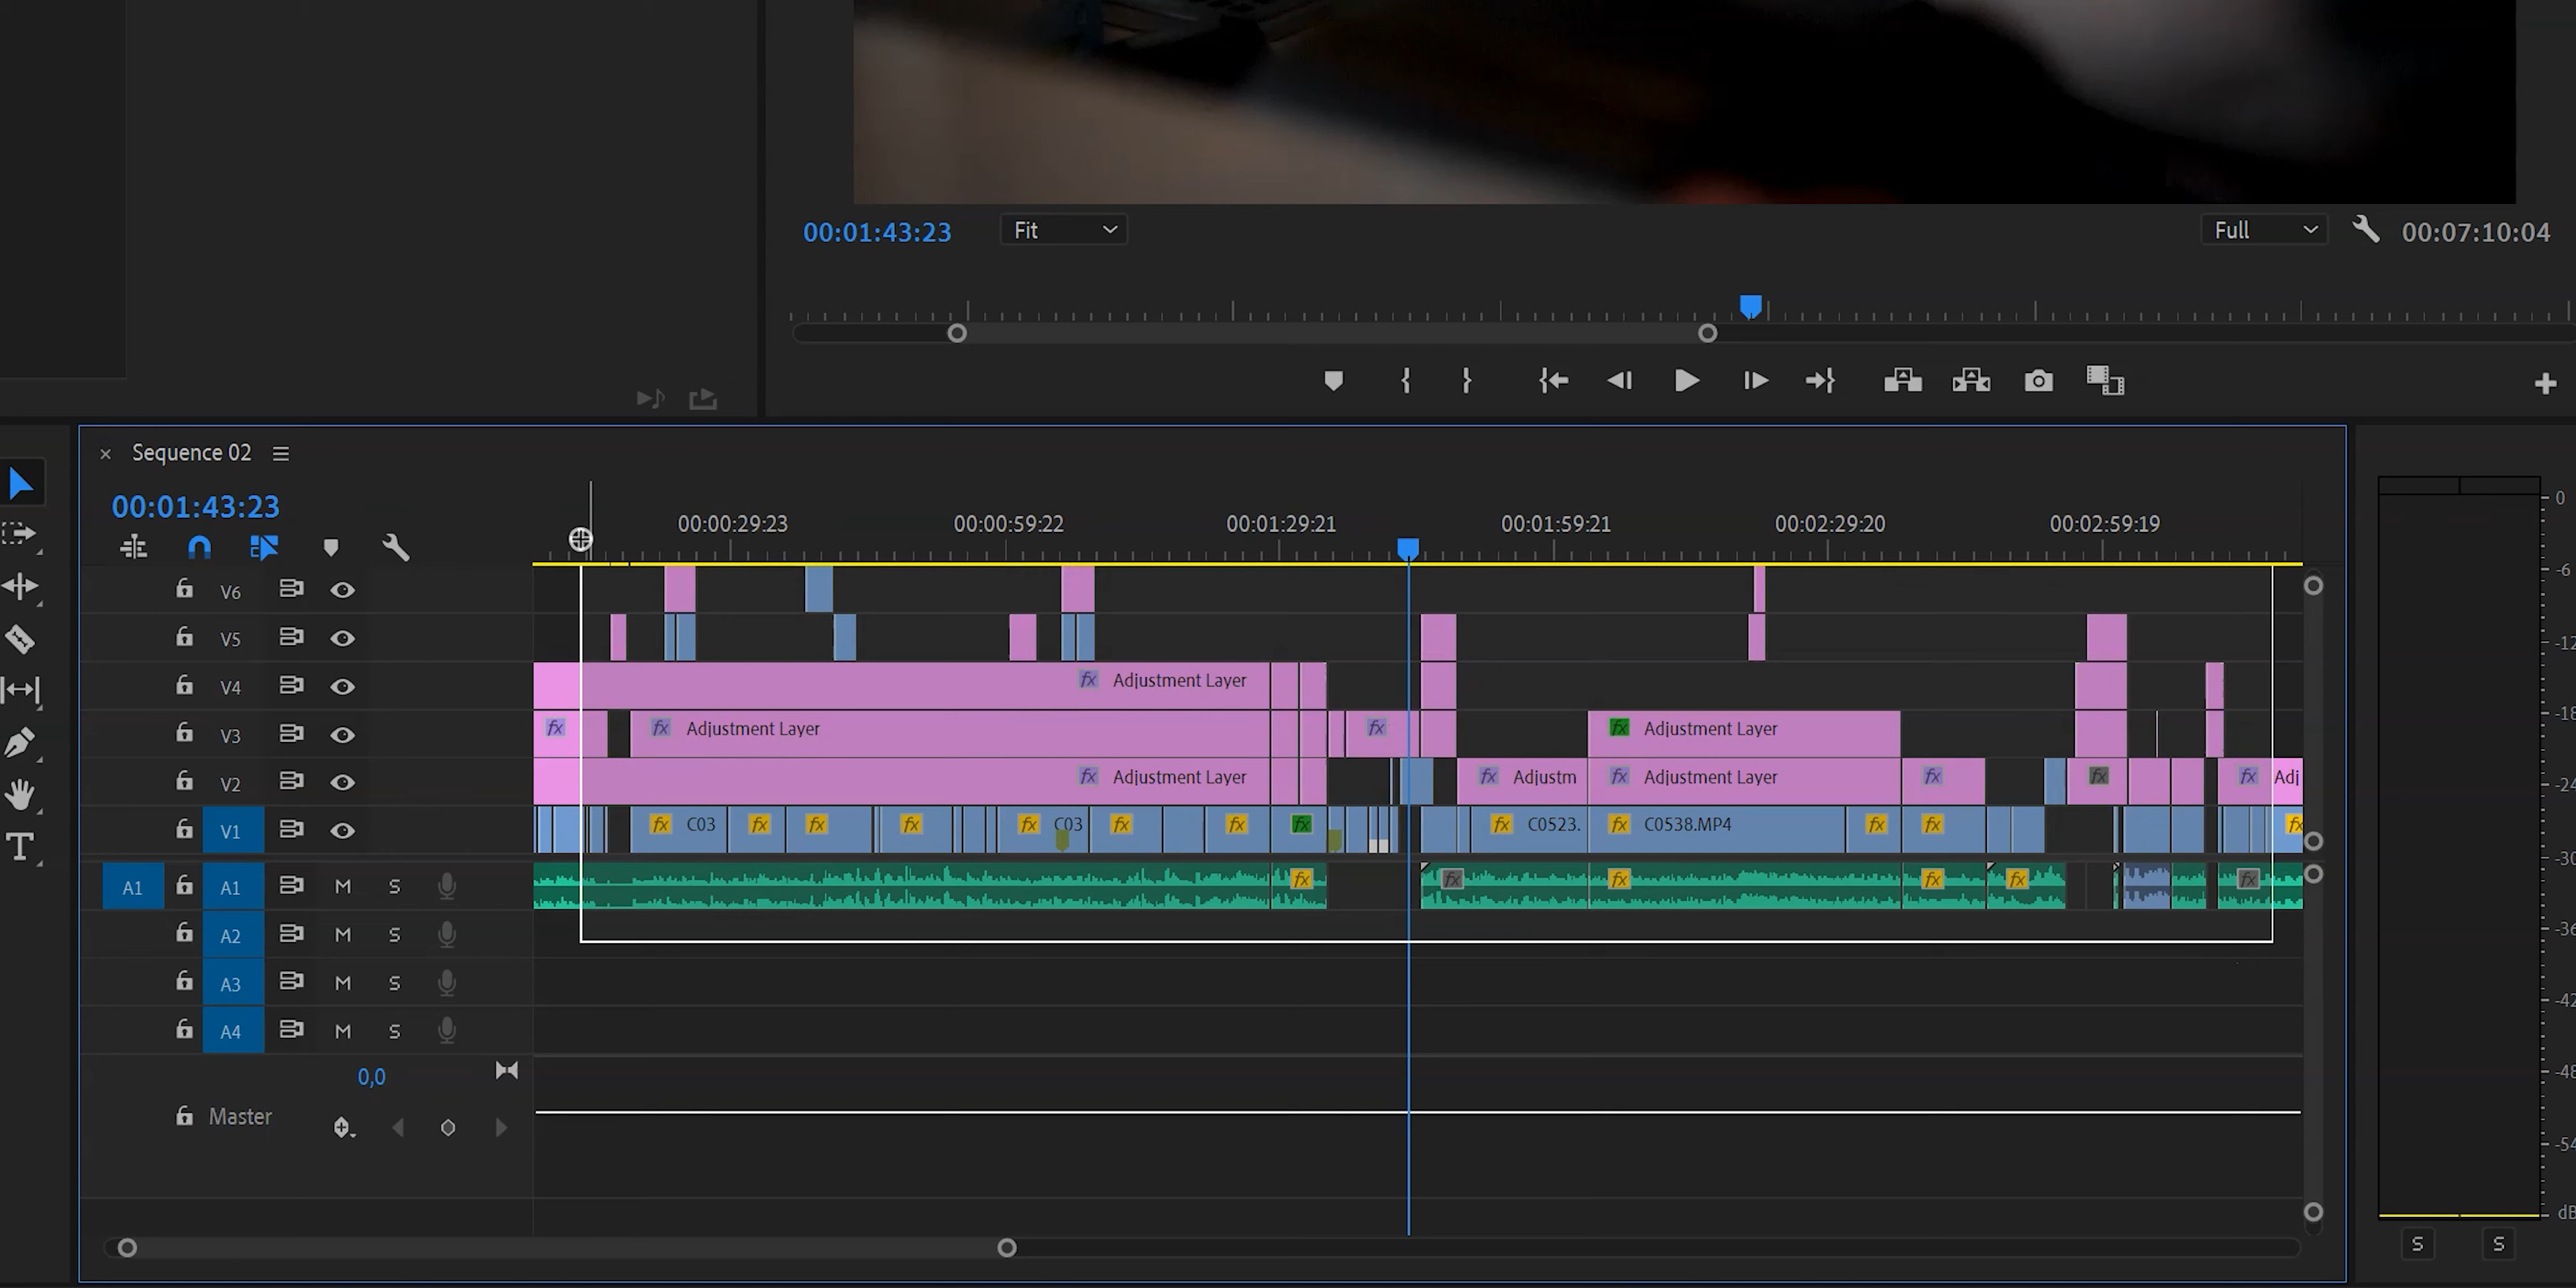 00:01:43:23 Fit Full 00:07:10:04
Sequence 02
00:01:43:23
00:00:29:23 00:00:59:22 00:01:29:21 00:01:59:21 00:02:29:20 00:02:59:19
V6
V5
V4 fx Adjustment Layer
V3 fx fx Adjustment Layer fx fx Adjustment Layer
V2 fx Adjustment Layer fx Adjustm fx Adjustment Layer fx fx fx Adj
V1 fx C03 fx fx fx fx C03 fx fx fx fx C0523. fx C0538.MP4 fx fx fx
A1 A1 M S fx fx fx fx fx fx
A2 M S
A3 M S
A4 M S
0,0
Master
T
0
-6
-12
-18
-24
-30
-36
-42
-48
-54
dB
S S